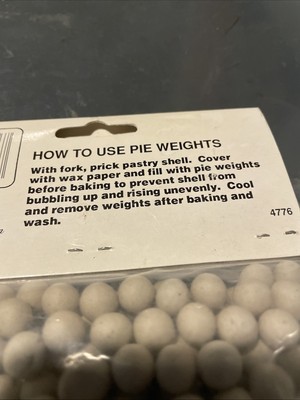 HOW TO USE PIE WEIGHTS
With fork, prick pastry shell. Cover
with wax paper and fill with pie weights
before baking to prevent shell from
bubbling up and rising unevenly. Cool
and remove weights after baking and
wash.
4776